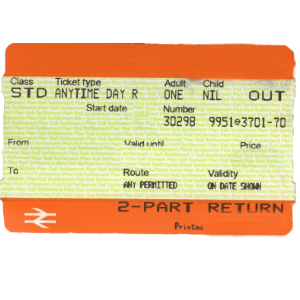 Class Ticket type Adult Child
STD ANYTIME DAY R ONE NIL OUT
Start date Number
30298 9951*3701-70
From Valid until Price
To Route Validity
ANY PERMITTED ON DATE SHOWN
2-PART RETURN
Printed